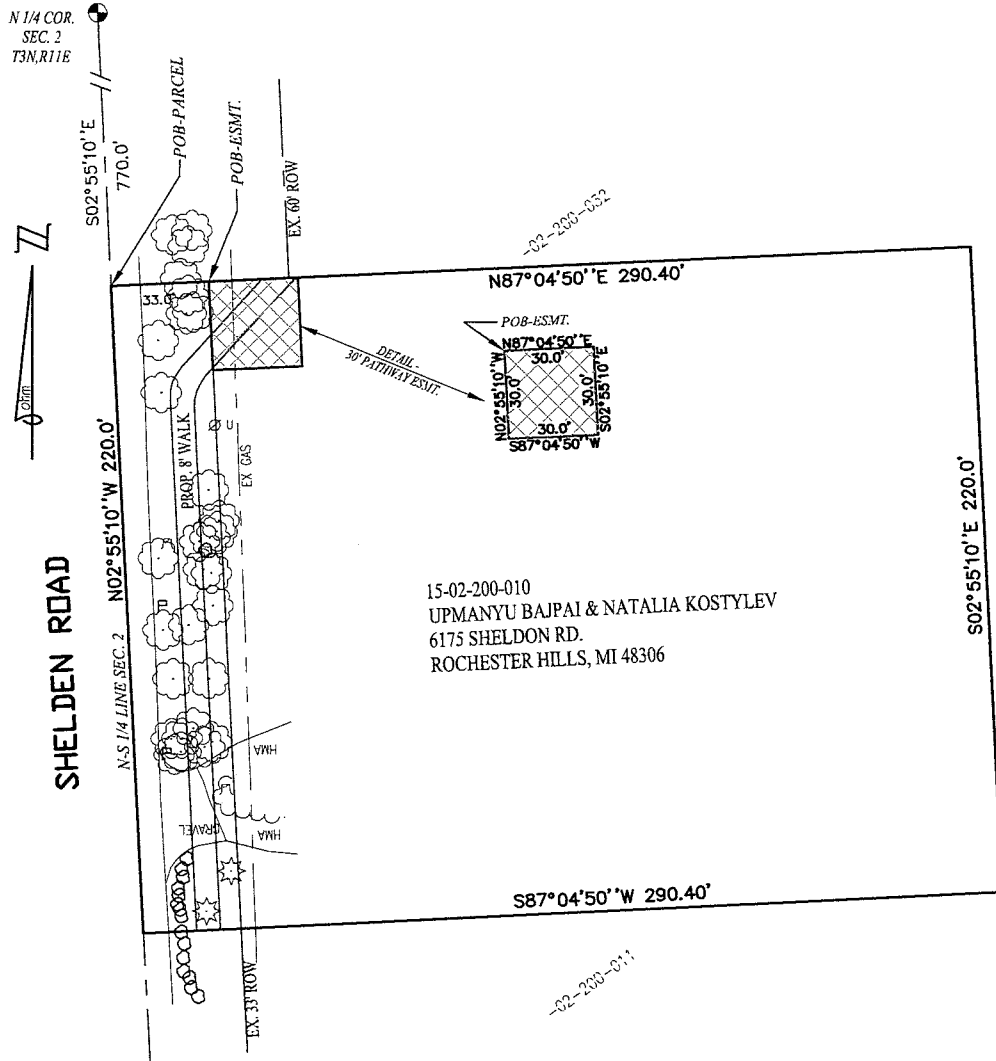 N 1/4 COR.
SEC. 2
T3N,R11E
S02°55'10"E
770.0'
POB-PARCEL
POB-ESMT.
EX. 60' ROW
-02-200-032
N
ohm
33.0'
N87°04'50"E 290.40'
POB-ESMT.
N87°04'50"E
30.0'
N02°55'10"W
30.0'
30.0'
S02°55'10"E
30.0'
S87°04'50"W
DETAIL -
30' PATHWAY ESMT.
N02°55'10"W 220.0'
PROP. 8' WALK
U
EX GAS
SHELDEN ROAD
N-S 1/4 LINE SEC. 2
15-02-200-010
UPMANYU BAJPAI & NATALIA KOSTYLEV
6175 SHELDON RD.
ROCHESTER HILLS, MI 48306
S02°55'10"E 220.0'
HMA
GRAVEL
HMA
S87°04'50"W 290.40'
EX. 33' ROW
-02-200-011